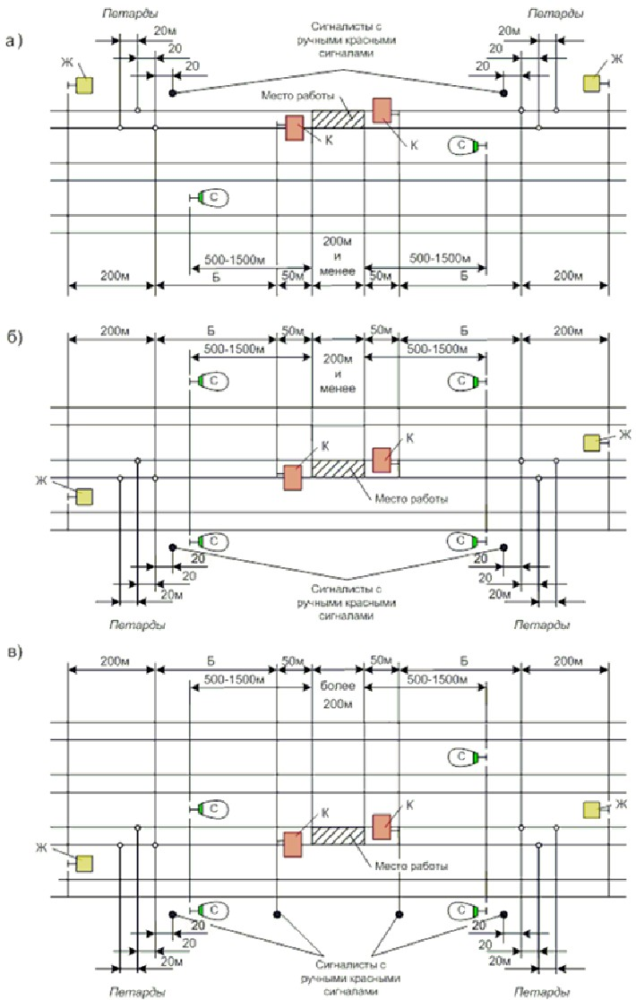 Петарды
Петарды
а)
20м
20
20
Сигналисты с
ручными красными
сигналами
20м
20
20
Ж
Ж
Место работы
К
К
С
С
500-1500м
200м
и
менее
500-1500м
200м
Б
50м
50м
Б
200м
б)
200м
Б
50м
50м
Б
200м
500-1500м
200м
и
менее
500-1500м
С
С
К
К
Ж
Ж
Место работы
С
С
20
20
20м
20
20
20м
Сигналисты с
ручными красными
сигналами
Петарды
Петарды
в)
200м
Б
50м
50м
Б
200м
500-1500м
более
200м
500-1500м
С
С
К
К
Ж
Ж
Место работы
С
С
20
20
20м
20
20
20м
Сигналисты с
ручными красными
сигналами
Петарды
Петарды